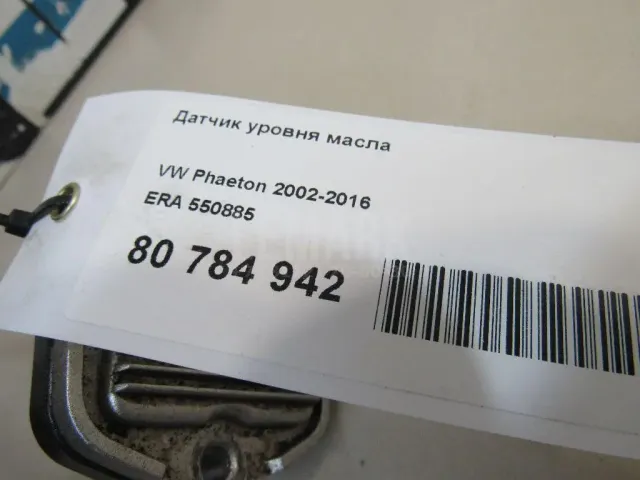 Датчик уровня масла
VW Phaeton 2002-2016
ERA 550885
80 784 942